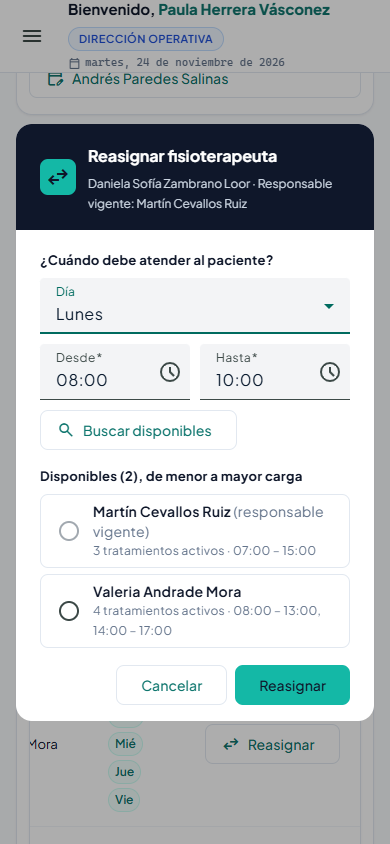 Bienvenido, Paula Herrera Vásconez
DIRECCIÓN OPERATIVA
martes, 24 de noviembre de 2026
Andrés Paredes Salinas
Reasignar fisioterapeuta
Daniela Sofía Zambrano Loor · Responsable
vigente: Martín Cevallos Ruiz
¿Cuándo debe atender al paciente?
Día
Lunes
Desde*
08:00
Hasta*
10:00
Buscar disponibles
Disponibles (2), de menor a mayor carga
Martín Cevallos Ruiz (responsable
vigente)
3 tratamientos activos · 07:00 – 15:00
Valeria Andrade Mora
4 tratamientos activos · 08:00 – 13:00,
14:00 – 17:00
Cancelar
Reasignar
Mora
Mié
Reasignar
Jue
Vie